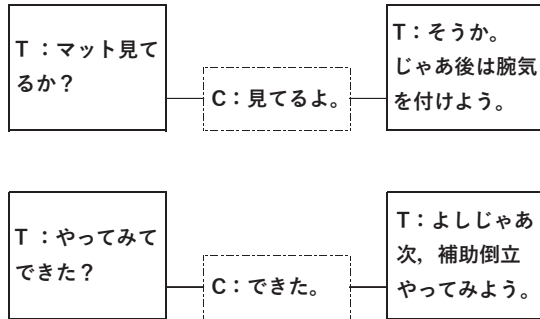 T：マット見て
るか？
C：見てるよ。
T：そうか。
じゃあ後は腕気
を付けよう。
T：やってみて
できた？
C：できた。
T：よしじゃあ
次，補助倒立
やってみよう。